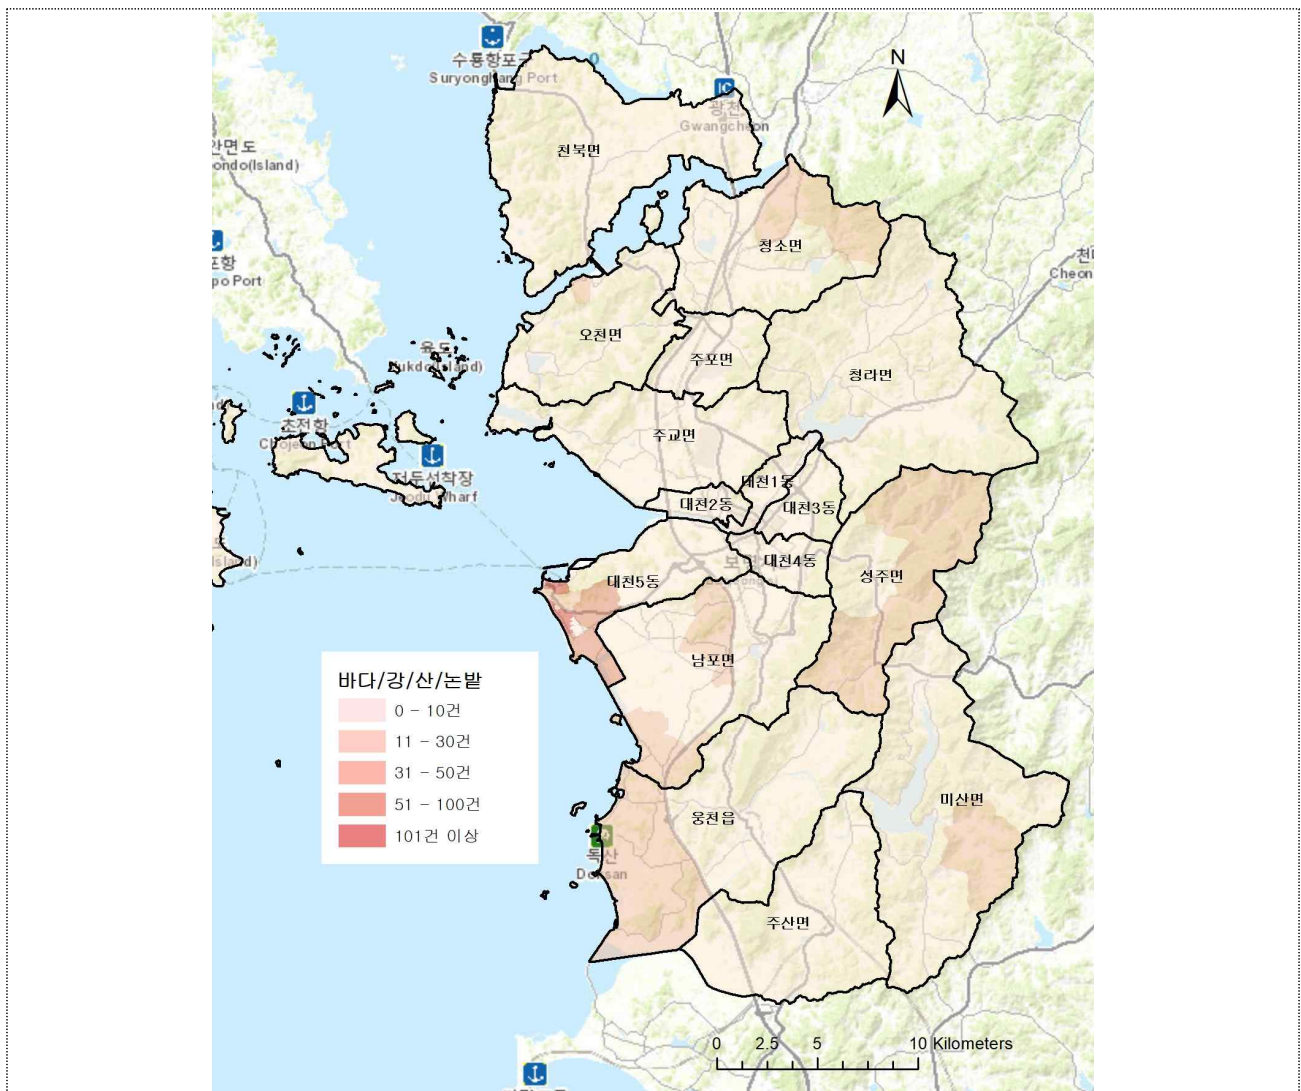 수룡항포구
Suryonghang Port
N
IC
광천
Gwangcheon
천북면
안면도
ondo(Island)
청소면
포항
po Port
천
Cheon
오천면
육도
Yukdo(Island)
주포면
청라면
초전항
Chojeon Port
주교면
저두선착장
Jeodu Wharf
대천1동
대천2동
대천3동
대천4동
성주면
대천5동
남포면
바다/강/산/논밭
0 – 10건
11 – 30건
31 – 50건
51 – 100건
101건 이상
미산면
웅천읍
독산
Doksan
주산면
0 2.5 5 10 Kilometers